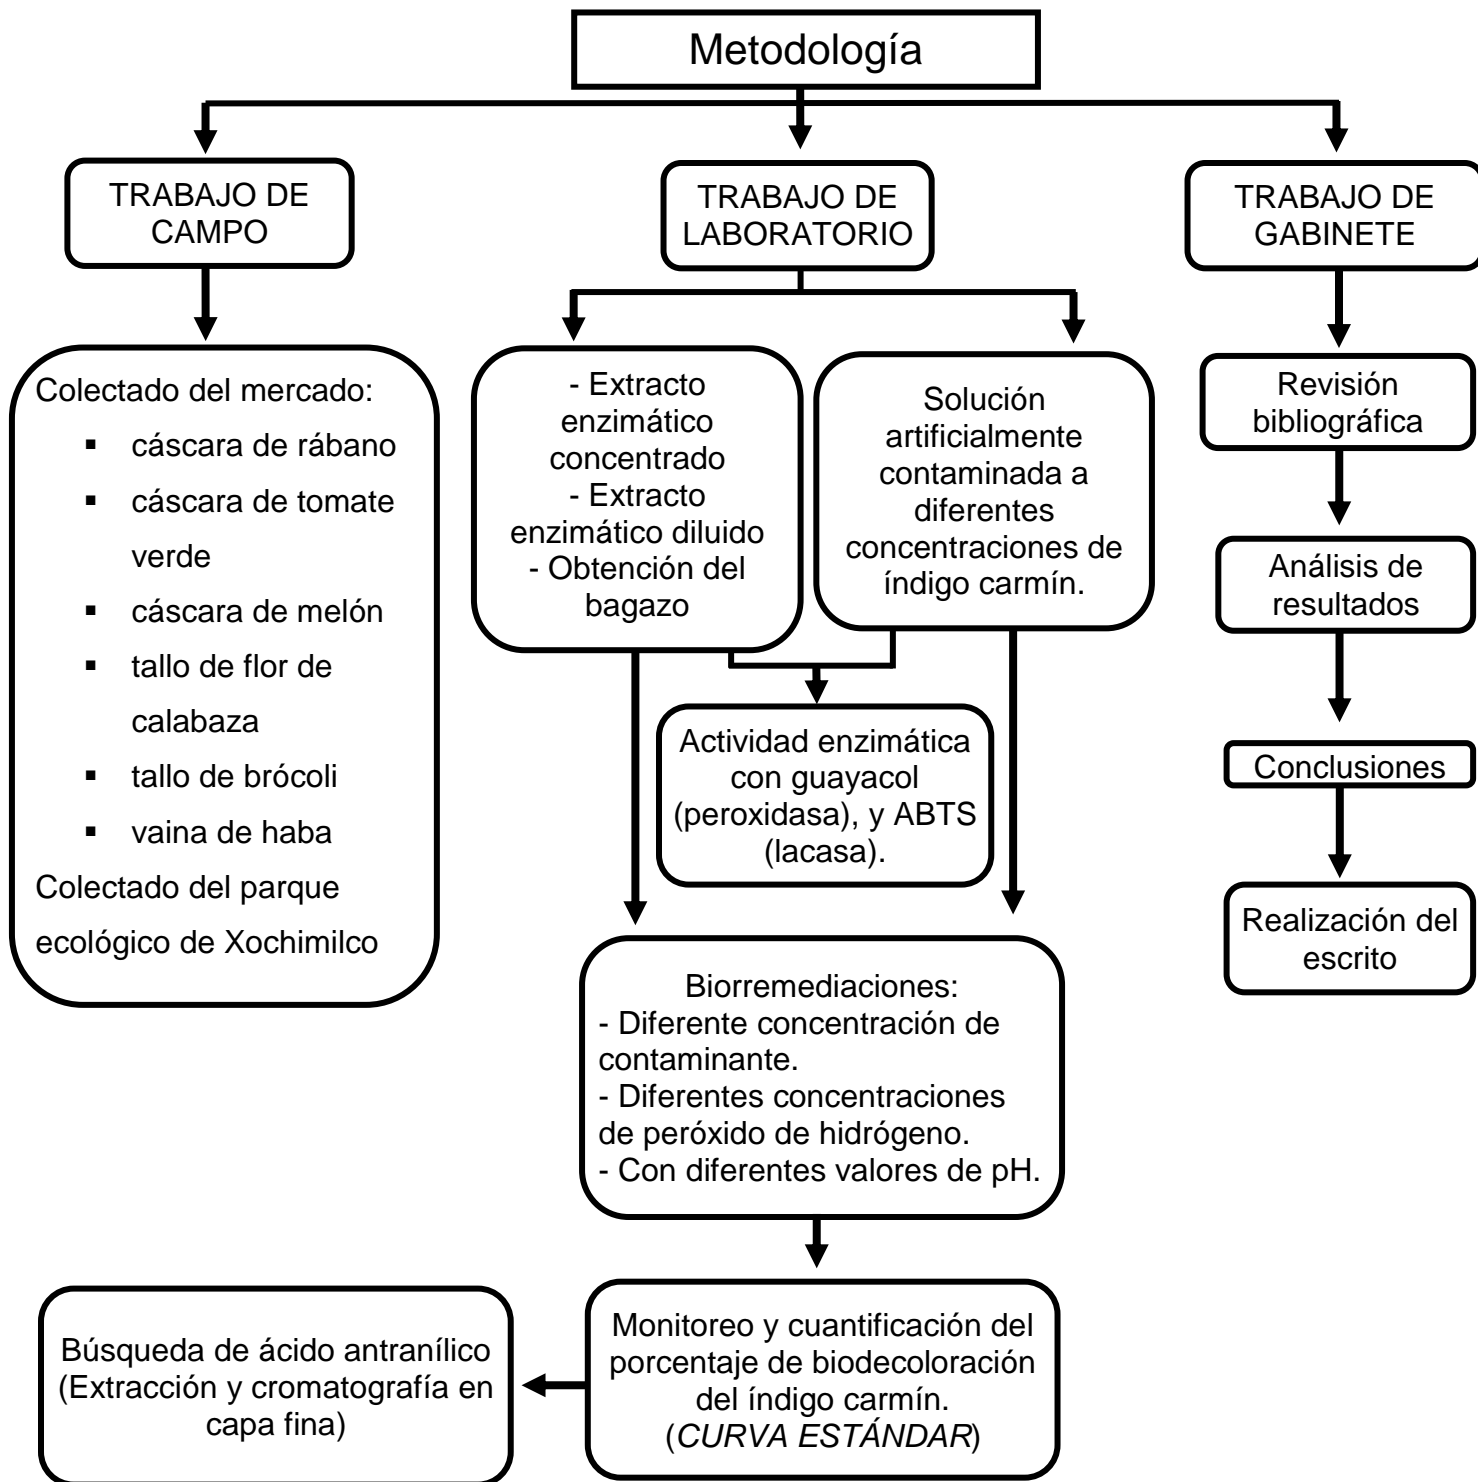 Metodología
TRABAJO DE
CAMPO
Colectado del mercado:
▪ cáscara de rábano
▪ cáscara de tomate
verde
▪ cáscara de melón
▪ tallo de flor de
calabaza
▪ tallo de brócoli
▪ vaina de haba
Colectado del parque
ecológico de Xochimilco
TRABAJO DE
LABORATORIO
- Extracto
enzimático
concentrado
- Extracto
enzimático diluido
- Obtención del
bagazo
Solución
artificialmente
contaminada a
diferentes
concentraciones de
índigo carmín.
Actividad enzimática
con guayacol
(peroxidasa), y ABTS
(lacasa).
Biorremediaciones:
- Diferente concentración de
contaminante.
- Diferentes concentraciones
de peróxido de hidrógeno.
- Con diferentes valores de pH.
Monitoreo y cuantificación del
porcentaje de biodecoloración
del índigo carmín.
(CURVA ESTÁNDAR)
Búsqueda de ácido antranílico
(Extracción y cromatografía en
capa fina)
TRABAJO DE
GABINETE
Revisión
bibliográfica
Análisis de
resultados
Conclusiones
Realización del
escrito